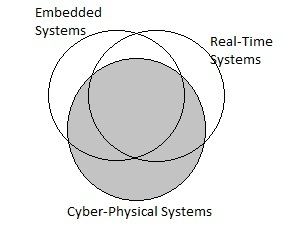 Embedded
Systems
Real-Time
Systems
Cyber-Physical Systems